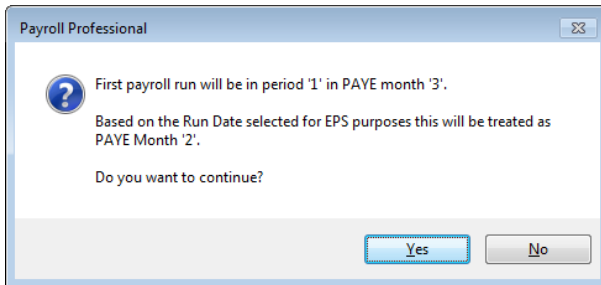 Payroll Professional
First payroll run will be in period '1' in PAYE month '3'.
Based on the Run Date selected for EPS purposes this will be treated as
PAYE Month '2'.
Do you want to continue?
Yes
No